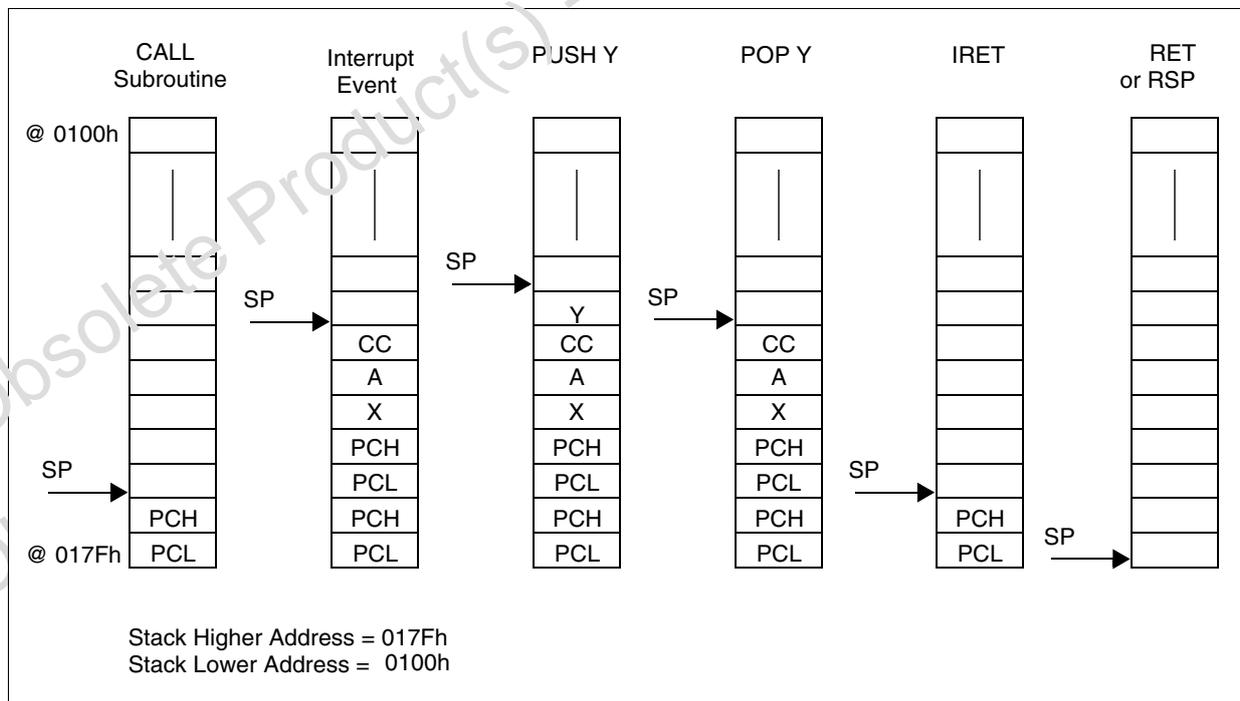 CALL
Subroutine
Interrupt
Event
PUSH Y
POP Y
IRET
RET
or RSP
@ 0100h
SP
SP
SP
Y
CC
CC
CC
A
A
A
X
X
X
PCH
PCH
PCH
SP
SP
PCL
PCL
PCL
PCH
PCH
PCH
PCH
PCH
SP
@ 017Fh
PCL
PCL
PCL
PCL
PCL
Stack Higher Address = 017Fh
Stack Lower Address = 0100h
Obsolete Product(s)